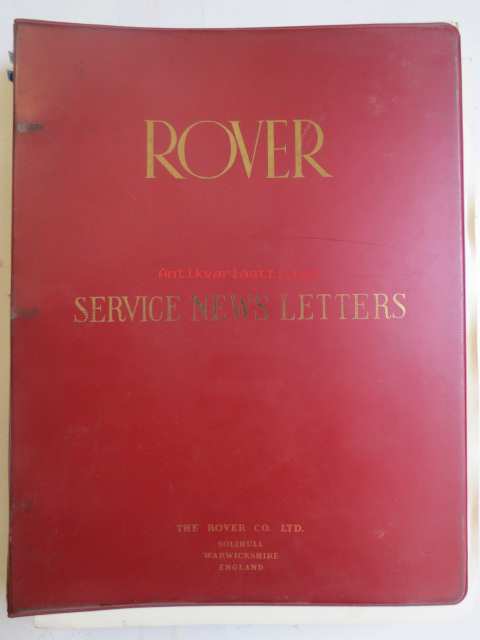 ROVER
Antikvariaatti.net
SERVICE NEWS LETTERS
THE ROVER CO. LTD.
SOLIHULL
WARWICKSHIRE
ENGLAND